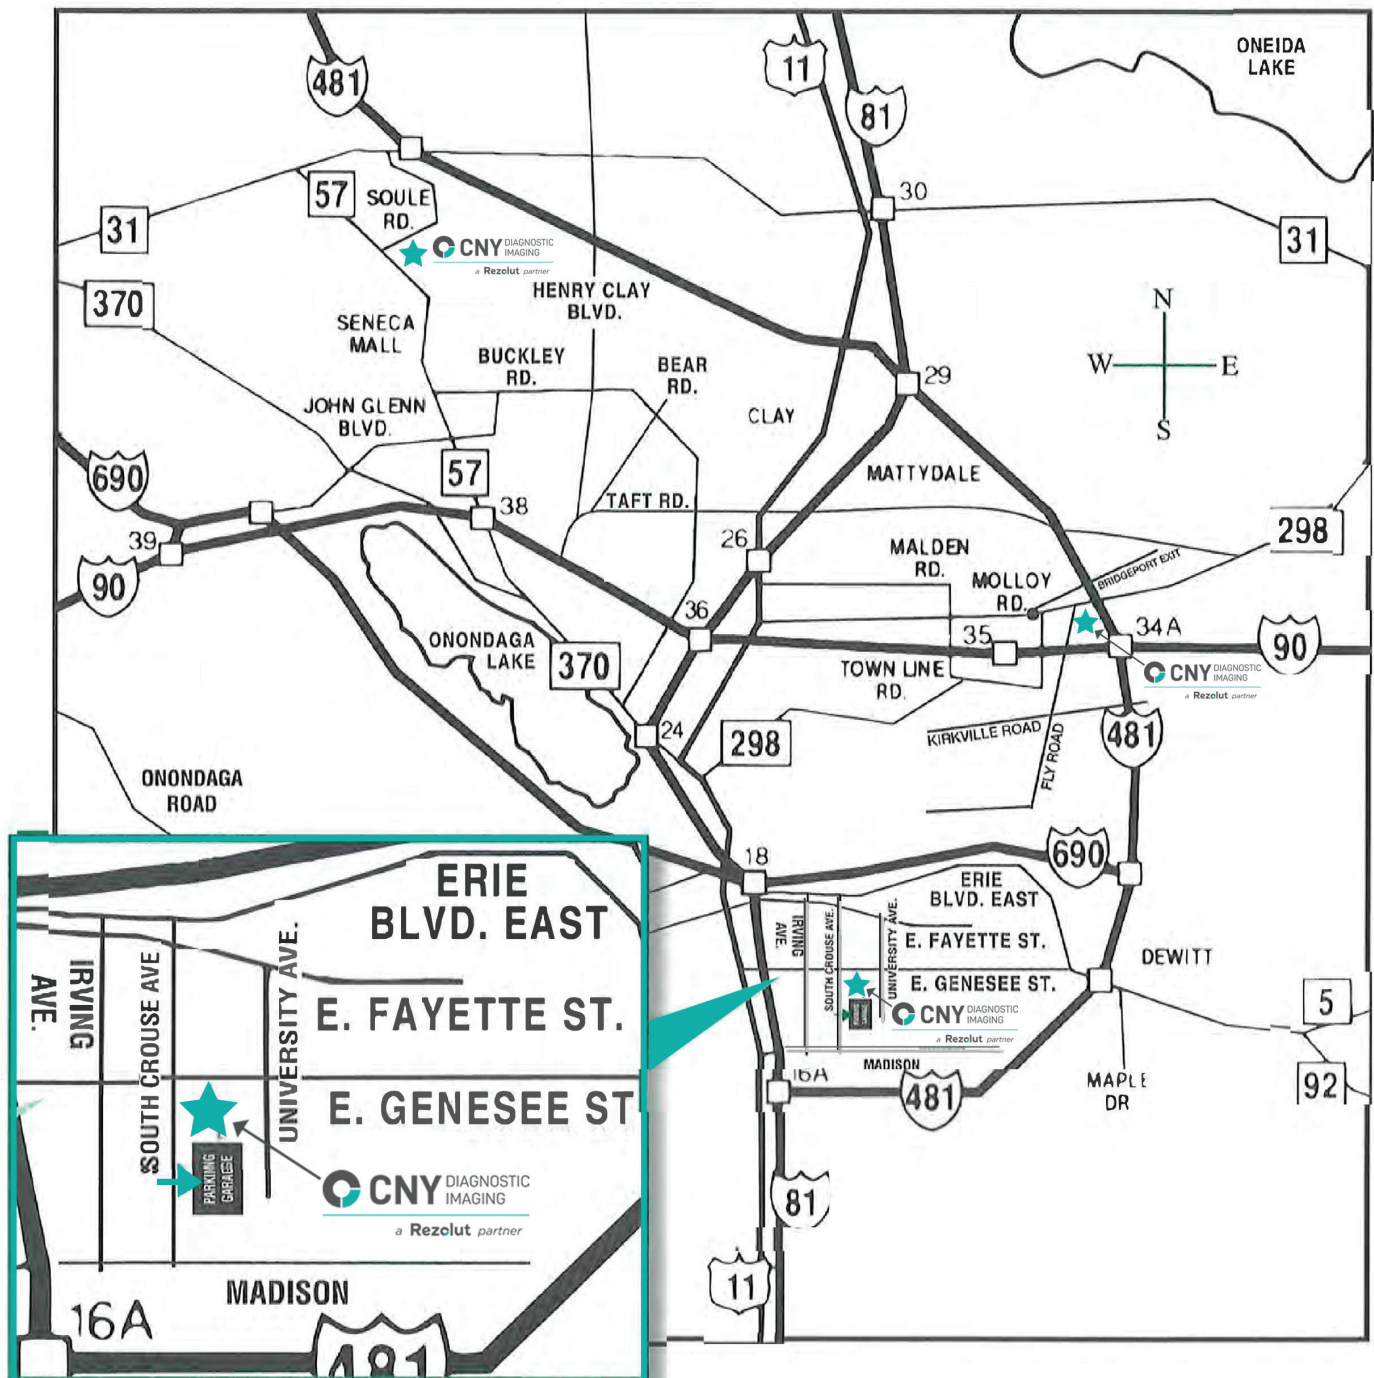 ONEIDA
LAKE
481
11
81
30
57
SOULE
RD.
31
31
CNY DIAGNOSTIC
IMAGING
a Rezolut partner
370
HENRY CLAY
BLVD.
N
W
E
S
SENECA
MALL
BUCKLEY
RD.
BEAR
RD.
29
JOHN GLENN
BLVD.
CLAY
690
57
MATTYDALE
38
TAFT RD.
298
39
26
MALDEN
RD.
BRIDGEPORT EXIT
90
MOLLOY
RD.
36
35
34A
90
ONONDAGA
LAKE
370
TOWN LINE
RD.
CNY DIAGNOSTIC
IMAGING
a Rezolut partner
24
298
KIRKVILLE ROAD
FLY ROAD
481
ONONDAGA
ROAD
18
690
ERIE
BLVD. EAST
IRVING
AVE.
SOUTH CROUSE AVE.
UNIVERSITY AVE.
E. FAYETTE ST.
DEWITT
E. GENESEE ST.
CNY DIAGNOSTIC
IMAGING
a Rezolut partner
5
MADISON
16A
481
MAPLE
DR
92
81
11
ERIE
BLVD. EAST
IRVING
AVE.
SOUTH CROUSE AVE
UNIVERSITY AVE.
E. FAYETTE ST.
E. GENESEE ST
PARKING
GARAGE
CNY DIAGNOSTIC
IMAGING
a Rezolut partner
MADISON
16A
481